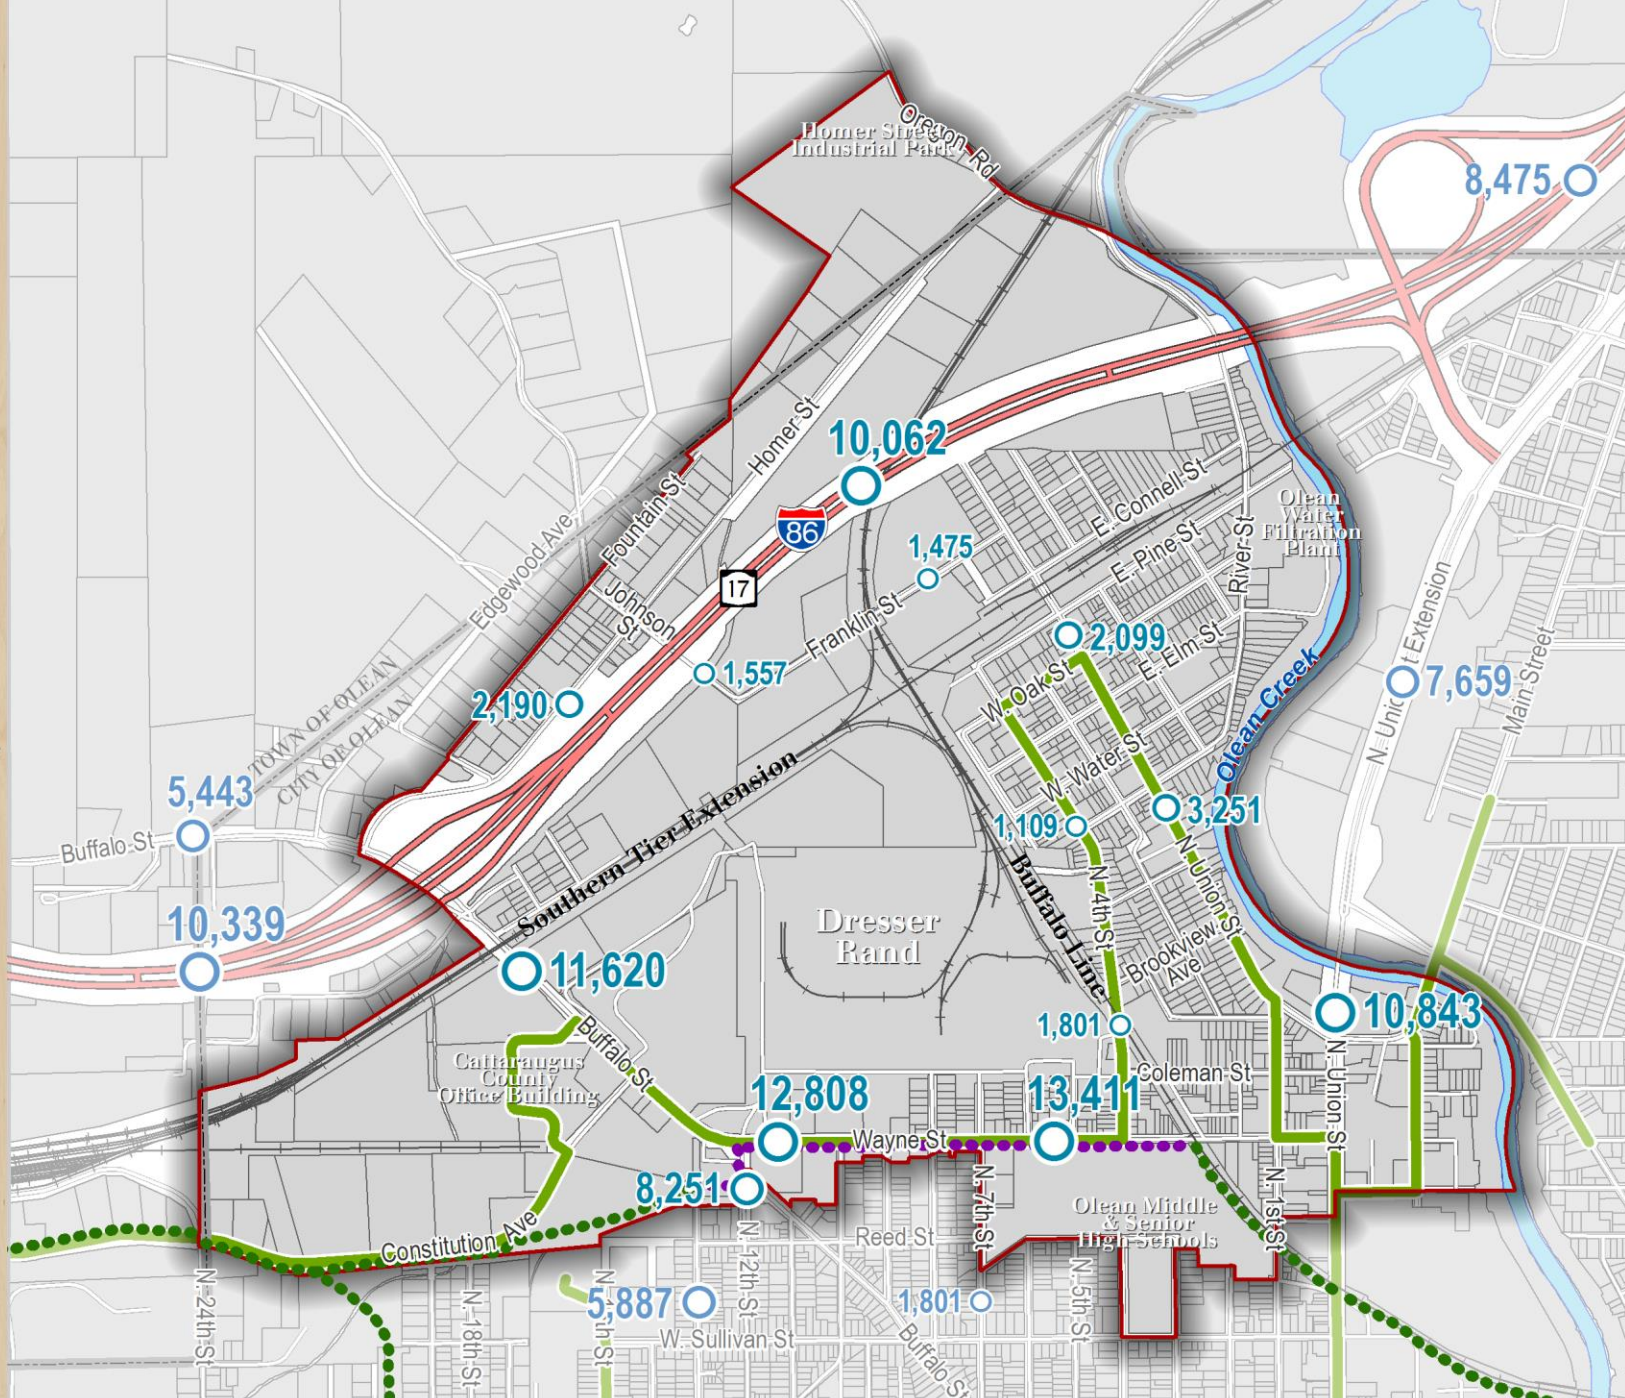 Oregon Rd
Homer Street
Industrial Park
8,475
Homer St
10,062
86
17
Fountain St
Edgewood Ave
Johnson
St
1,475
E. Connell St
E. Pine St
River St
Olean
Water
Filtration
Plant
Franklin St
1,557
2,099
E. Elm St
W. Oak St
2,190
TOWN OF OLEAN
CITY OF OLEAN
N. Union St Extension
7,659
Main Street
Olean Creek
W. Water St
5,443
Buffalo St
Southern Tier Extension
1,109
3,251
N. Union St
10,339
Dresser
Rand
Buffalo Line
N. 4th St
Brookview
Ave
11,620
1,801
10,843
Buffalo St
Cattaraugus
County
Office Building
Coleman St
N. Union St
12,808
13,411
Wayne St
8,251
N. 7th St
Olean Middle
& Senior
High Schools
N. 1st St
Constitution Ave
Reed St
N. 12th St
N. 24th St
N. 18th St
5,887
1,801
N. 5th St
W. Sullivan St
Buffalo St